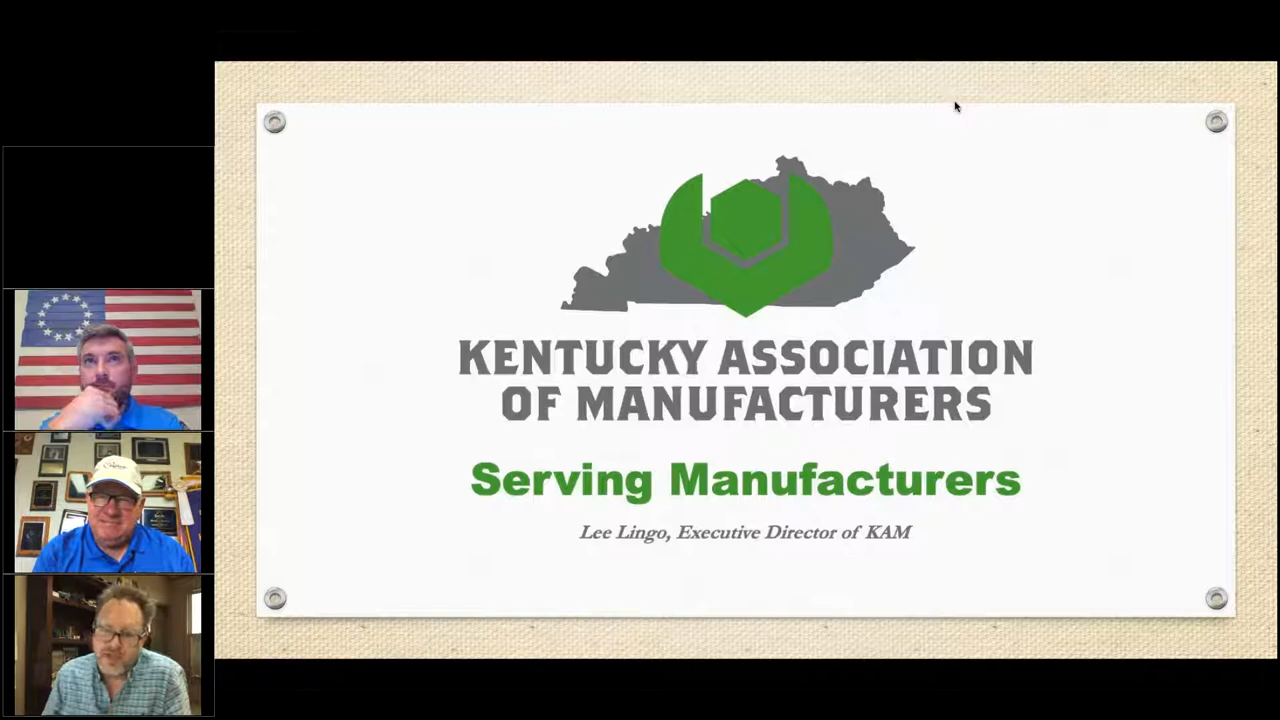 KENTUCKY ASSOCIATION
OF MANUFACTURERS
Serving Manufacturers
Lee Lingo, Executive Director of KAM